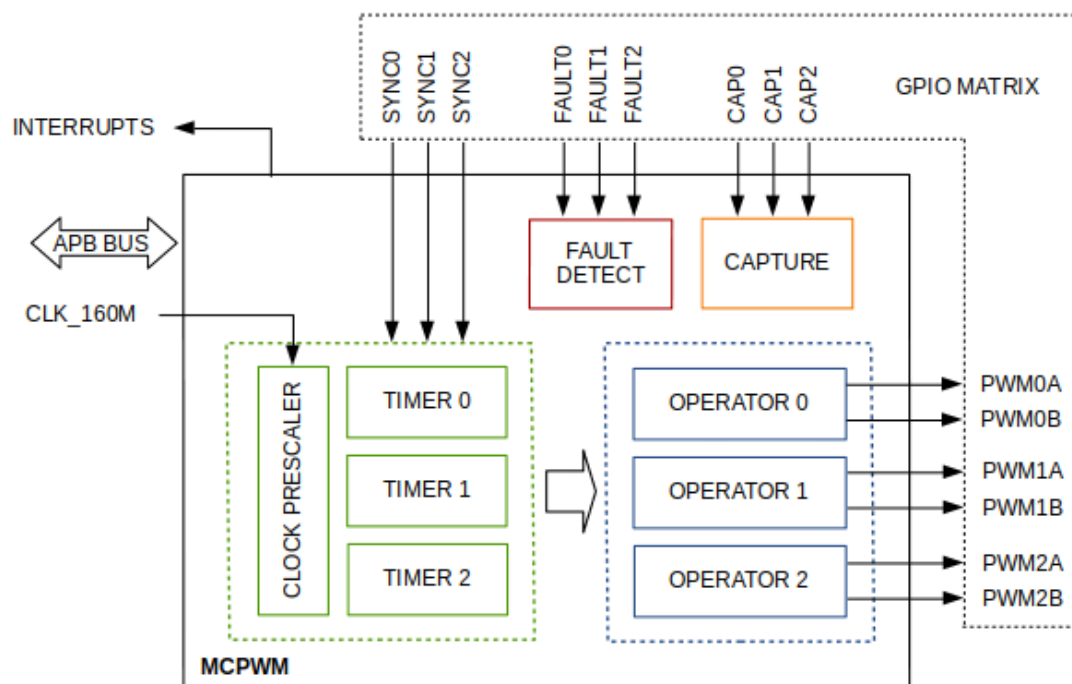 SYNC0
SYNC1
SYNC2
FAULT0
FAULT1
FAULT2
CAP0
CAP1
CAP2
GPIO MATRIX
INTERRUPTS
APB BUS
FAULT
DETECT
CAPTURE
CLK_160M
CLOCK PRESCALER
TIMER 0
TIMER 1
TIMER 2
OPERATOR 0
OPERATOR 1
OPERATOR 2
PWM0A
PWM0B
PWM1A
PWM1B
PWM2A
PWM2B
MCPWM